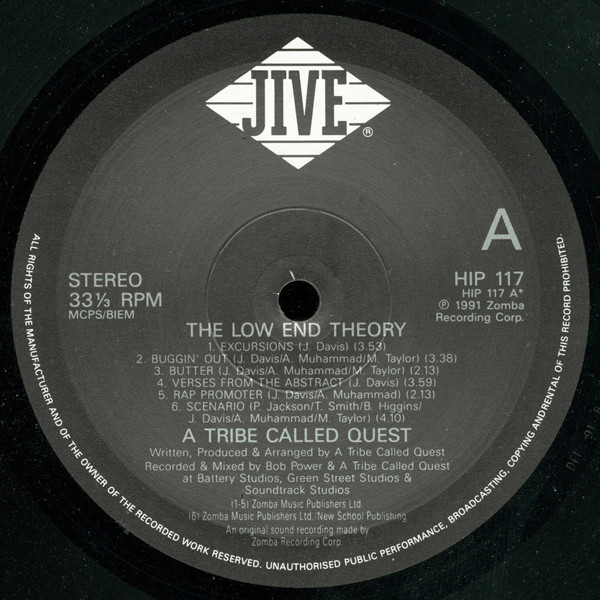 JIVE ®
A
STEREO
33⅓ RPM
MCPS/BIEM
HIP 117
HIP 117 A*
℗ 1991 Zomba
Recording Corp.
THE LOW END THEORY
1. EXCURSIONS (J. Davis) (3.53)
2. BUGGIN' OUT (J. Davis/A. Muhammad/M. Taylor) (3.38)
3. BUTTER (J. Davis/A. Muhammad/M. Taylor) (2.13)
4. VERSES FROM THE ABSTRACT (J. Davis) (3.59)
5. RAP PROMOTER (J. Davis/A. Muhammad) (2.13)
6. SCENARIO (P. Jackson/T. Smith/B. Higgins/
J. Davis/A. Muhammad/M. Taylor) (4.10)
A TRIBE CALLED QUEST
Written, Produced & Arranged by A Tribe Called Quest
Recorded & Mixed by Bob Power & A Tribe Called Quest
at Battery Studios, Green Street Studios &
Soundtrack Studios
(1-5) Zomba Music Publishers Ltd.
(6) Zomba Music Publishers Ltd./New School Publishing
An original sound recording made by
Zomba Recording Corp.
ALL RIGHTS OF THE MANUFACTURER AND OF THE OWNER OF THE RECORDED WORK RESERVED. UNAUTHORISED PUBLIC PERFORMANCE, BROADCASTING, COPYING AND RENTAL OF THIS RECORD PROHIBITED.